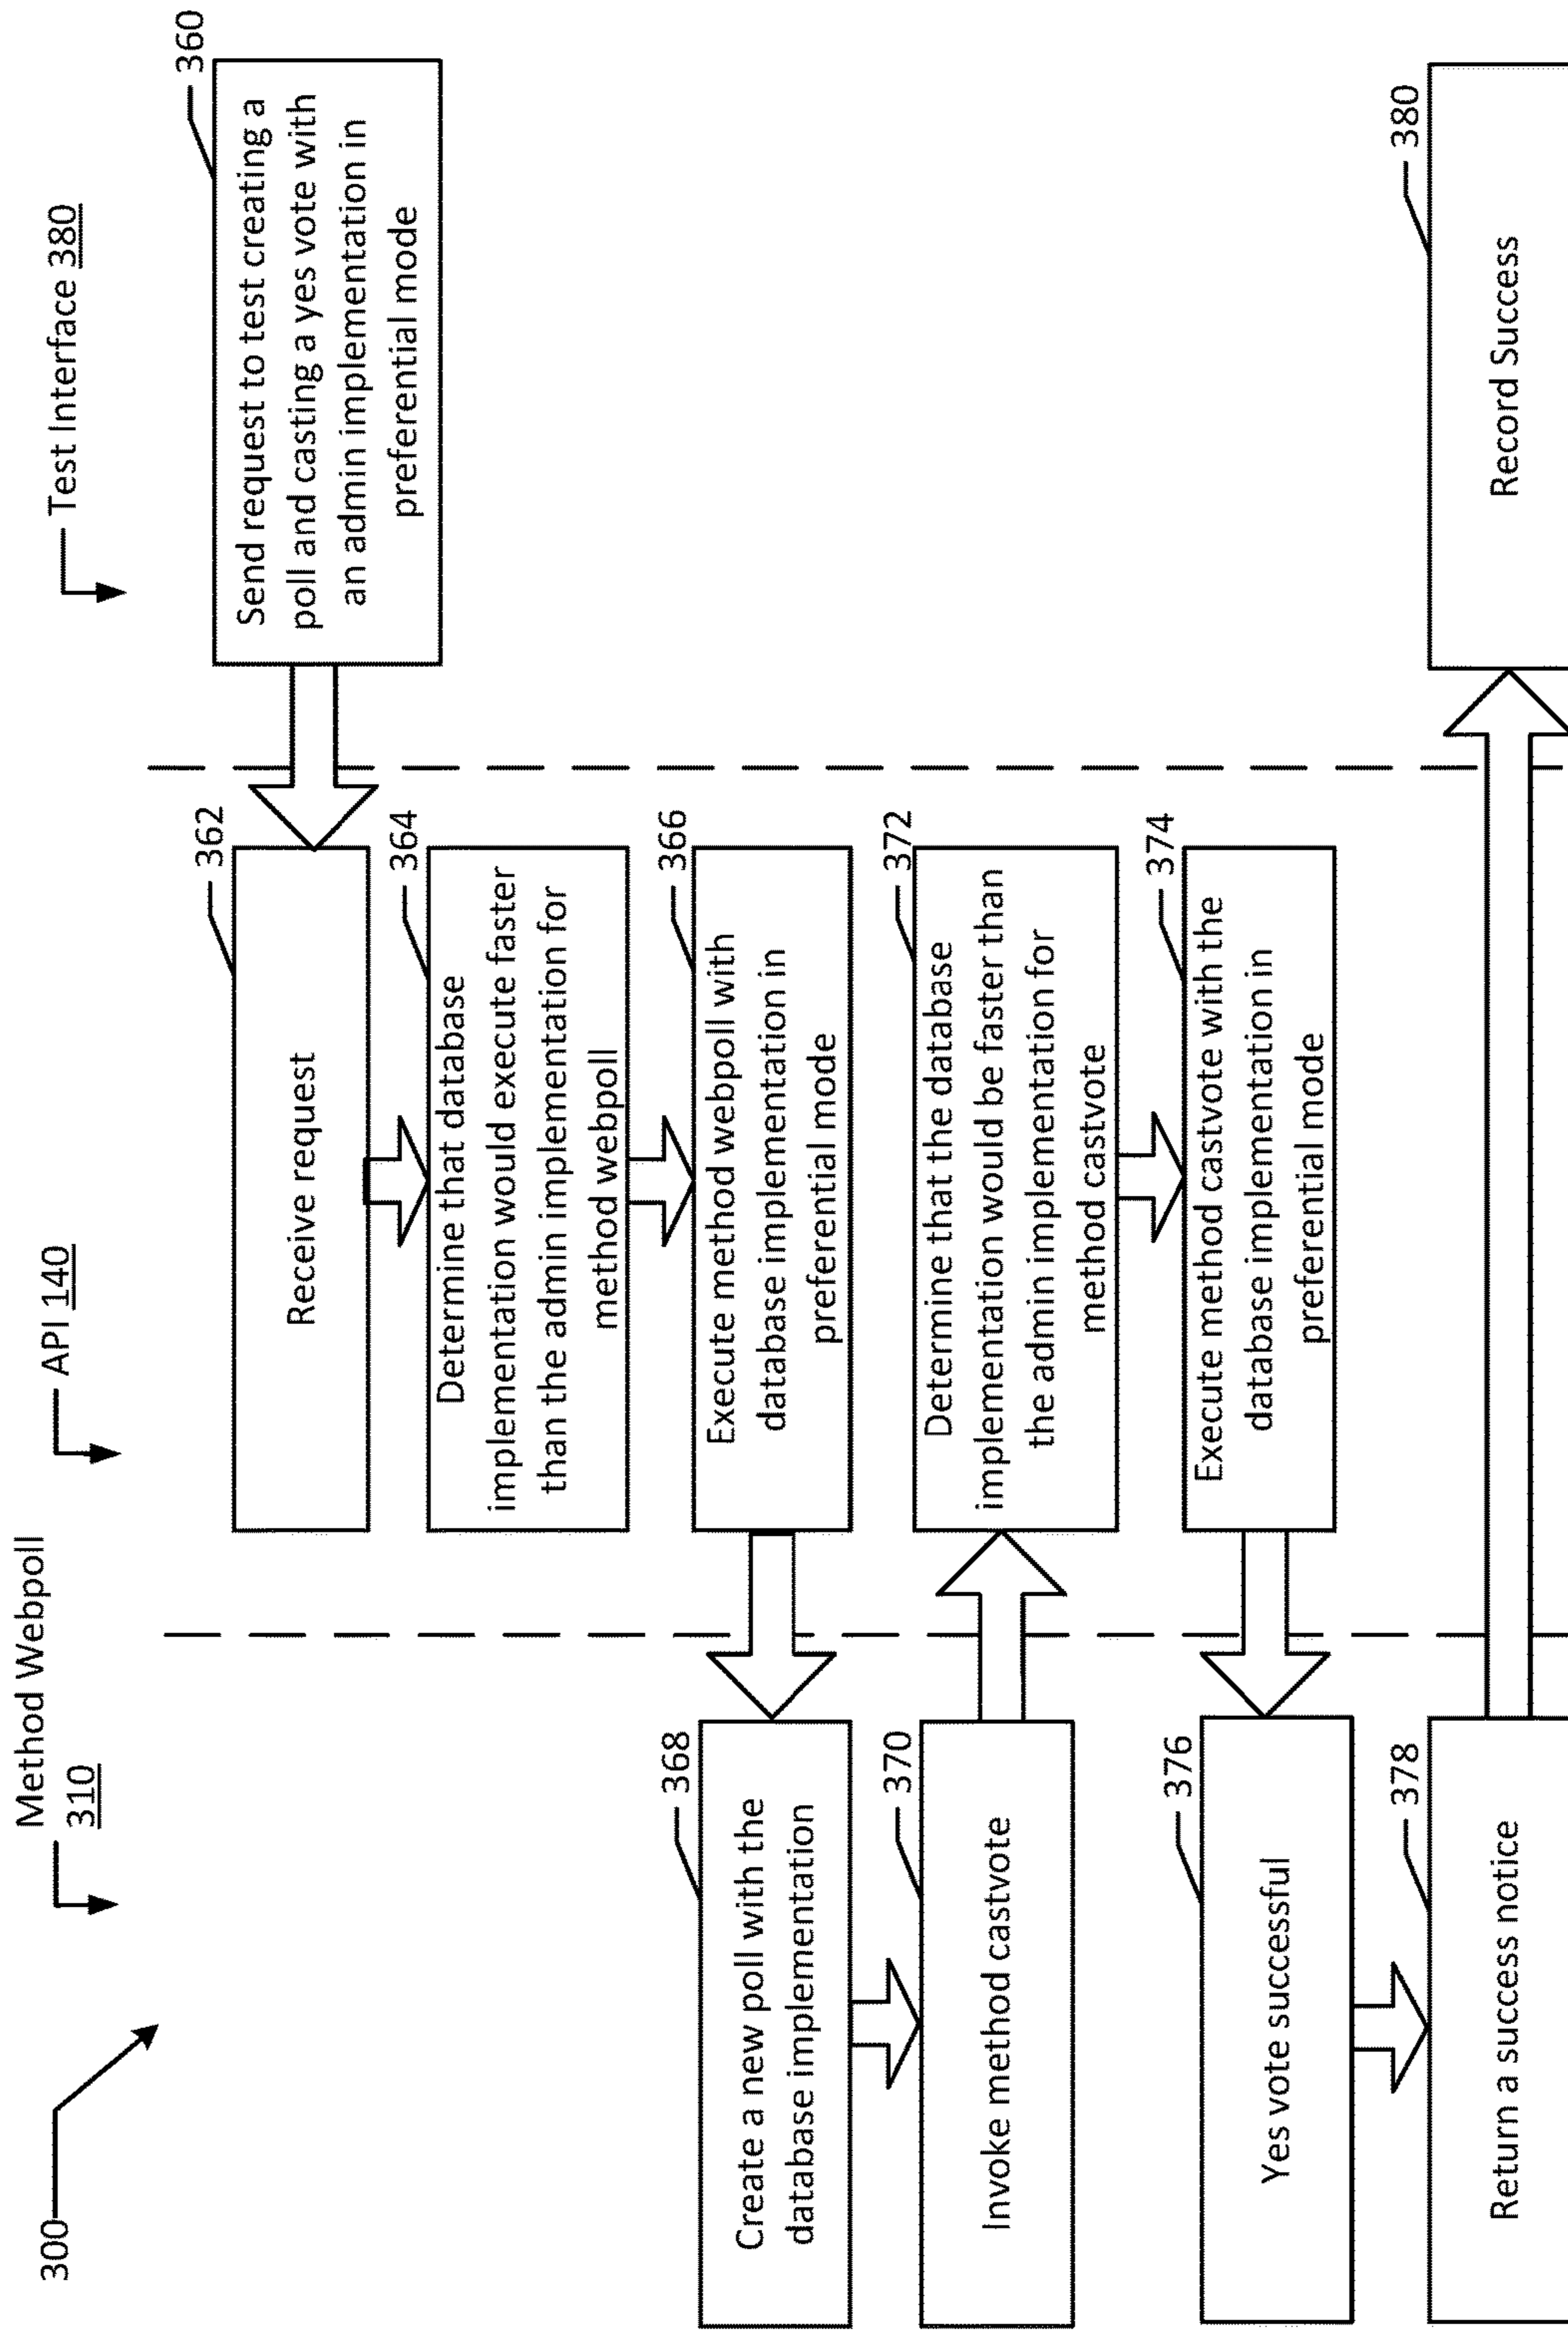 300
Method Webpoll
310
API 140
Test Interface 380
360
Send request to test creating a
poll and casting a yes vote with
an admin implementation in
preferential mode
362
Receive request
364
Determine that database
implementation would execute faster
than the admin implementation for
method webpoll
366
Execute method webpoll with
database implementation in
preferential mode
368
Create a new poll with the
database implementation
370
Invoke method castvote
372
Determine that the database
implementation would be faster than
the admin implementation for
method castvote
374
Execute method castvote with the
database implementation in
preferential mode
376
Yes vote successful
378
Return a success notice
380
Record Success